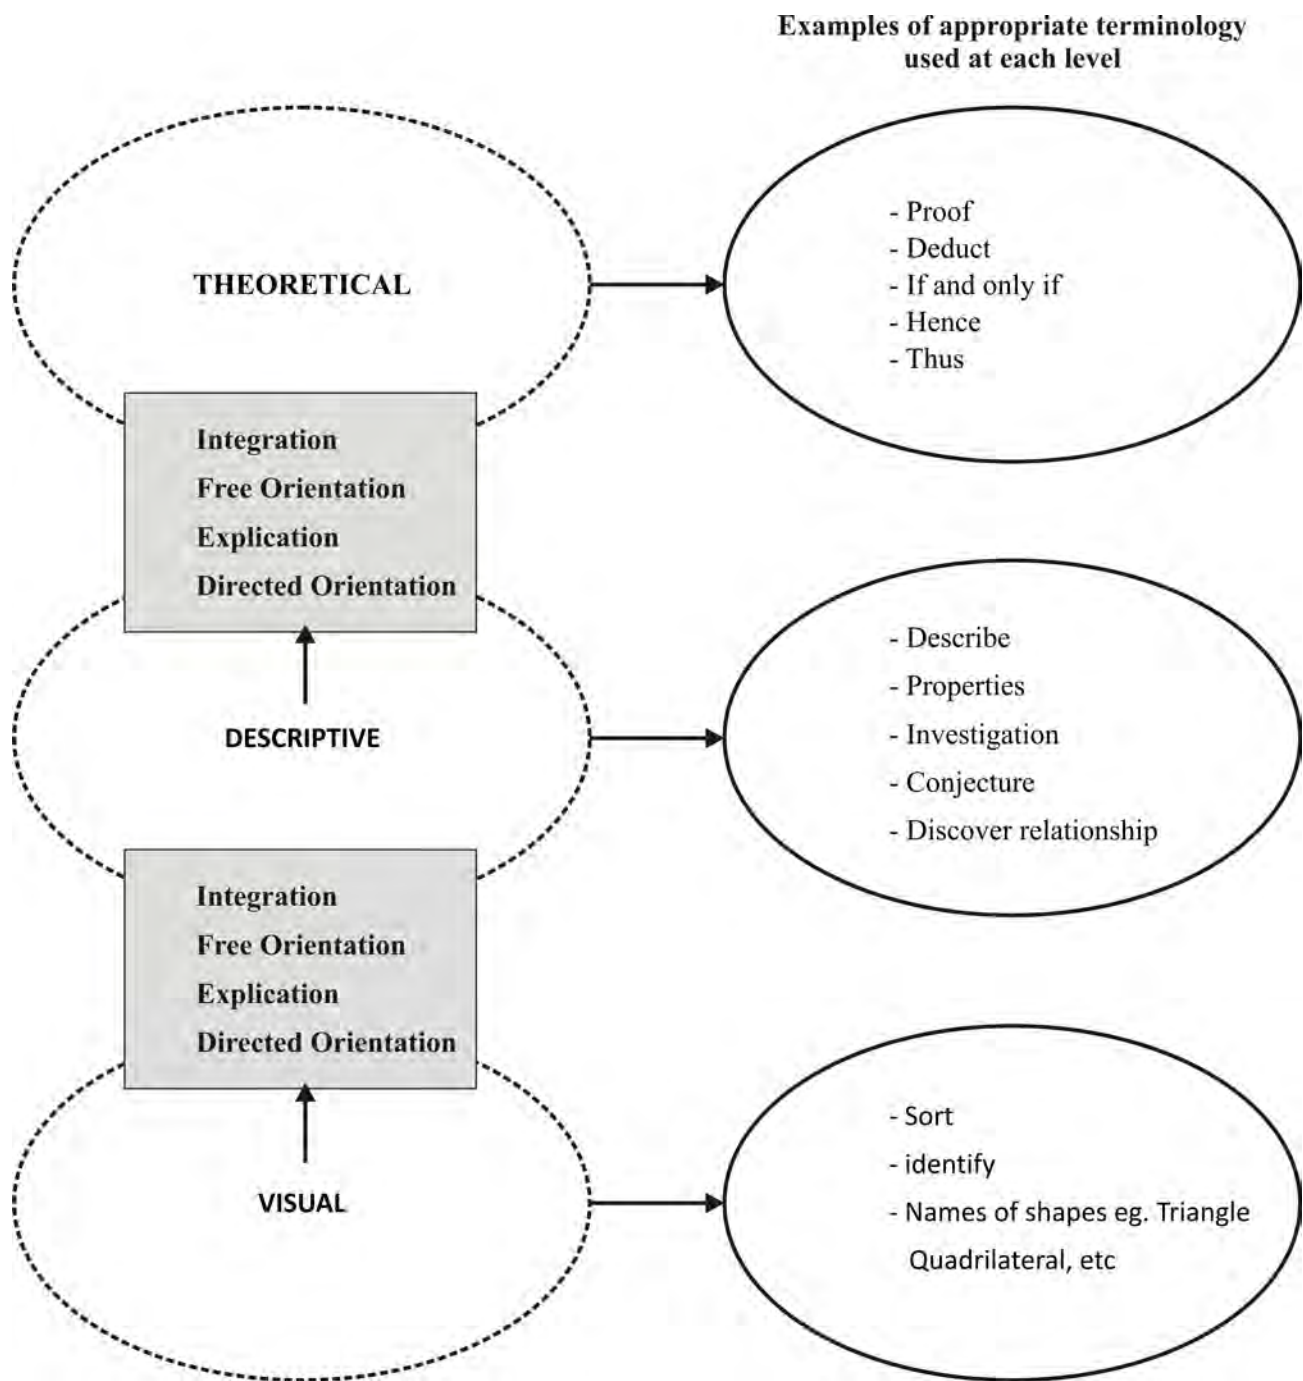 Examples of appropriate terminology
used at each level
THEORETICAL
- Proof
- Deduct
- If and only if
- Hence
- Thus
Integration
Free Orientation
Explication
Directed Orientation
DESCRIPTIVE
- Describe
- Properties
- Investigation
- Conjecture
- Discover relationship
Integration
Free Orientation
Explication
Directed Orientation
VISUAL
- Sort
- identify
- Names of shapes eg. Triangle
Quadrilateral, etc